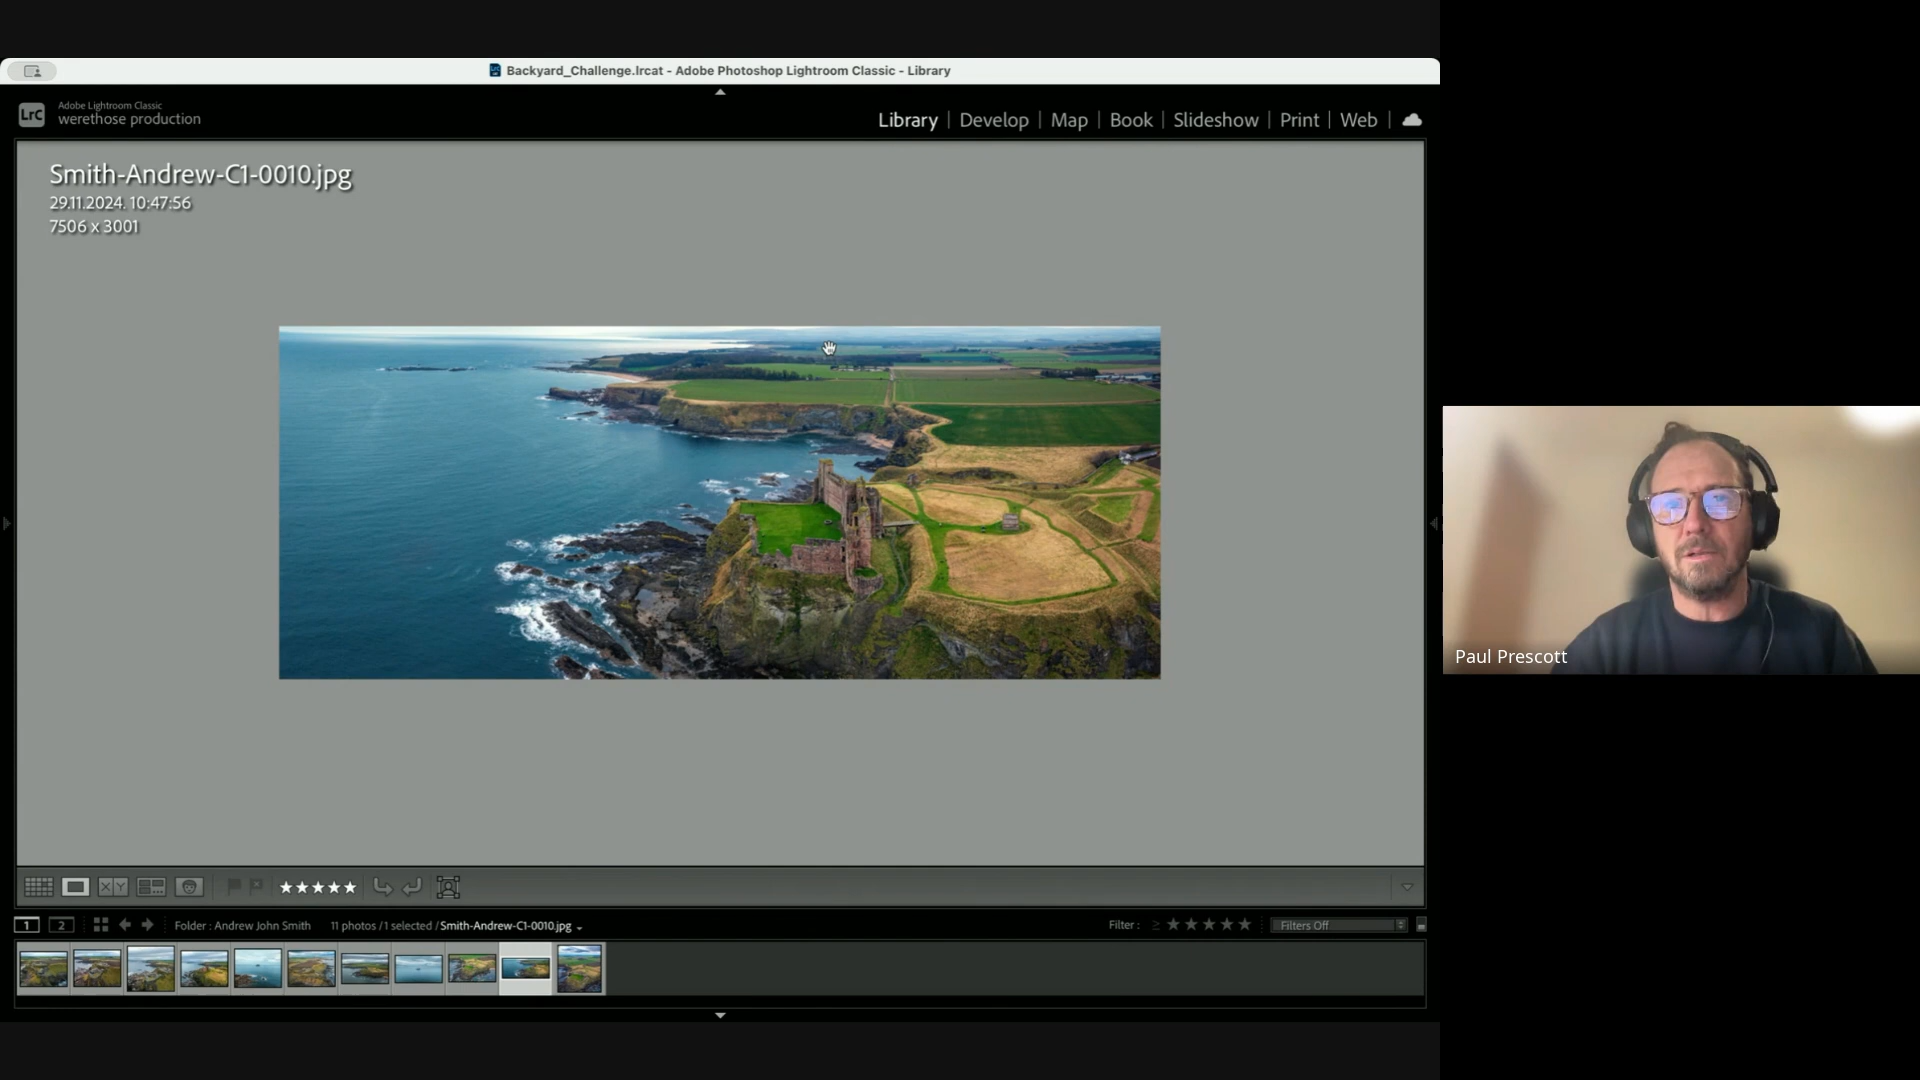 Backyard_Challenge.lrcat - Adobe Photoshop Lightroom Classic - Library
LrC
Adobe Lightroom Classic
werethose production
Library | Develop | Map | Book | Slideshow | Print | Web |
Smith-Andrew-C1-0010.jpg
29.11.2024. 10:47:56
7506 x 3001
Paul Prescott
XY
1 2 Folder : Andrew John Smith 11 photos / 1 selected / Smith-Andrew-C1-0010.jpg Filter : ≥ ★★★★★ Filters Off